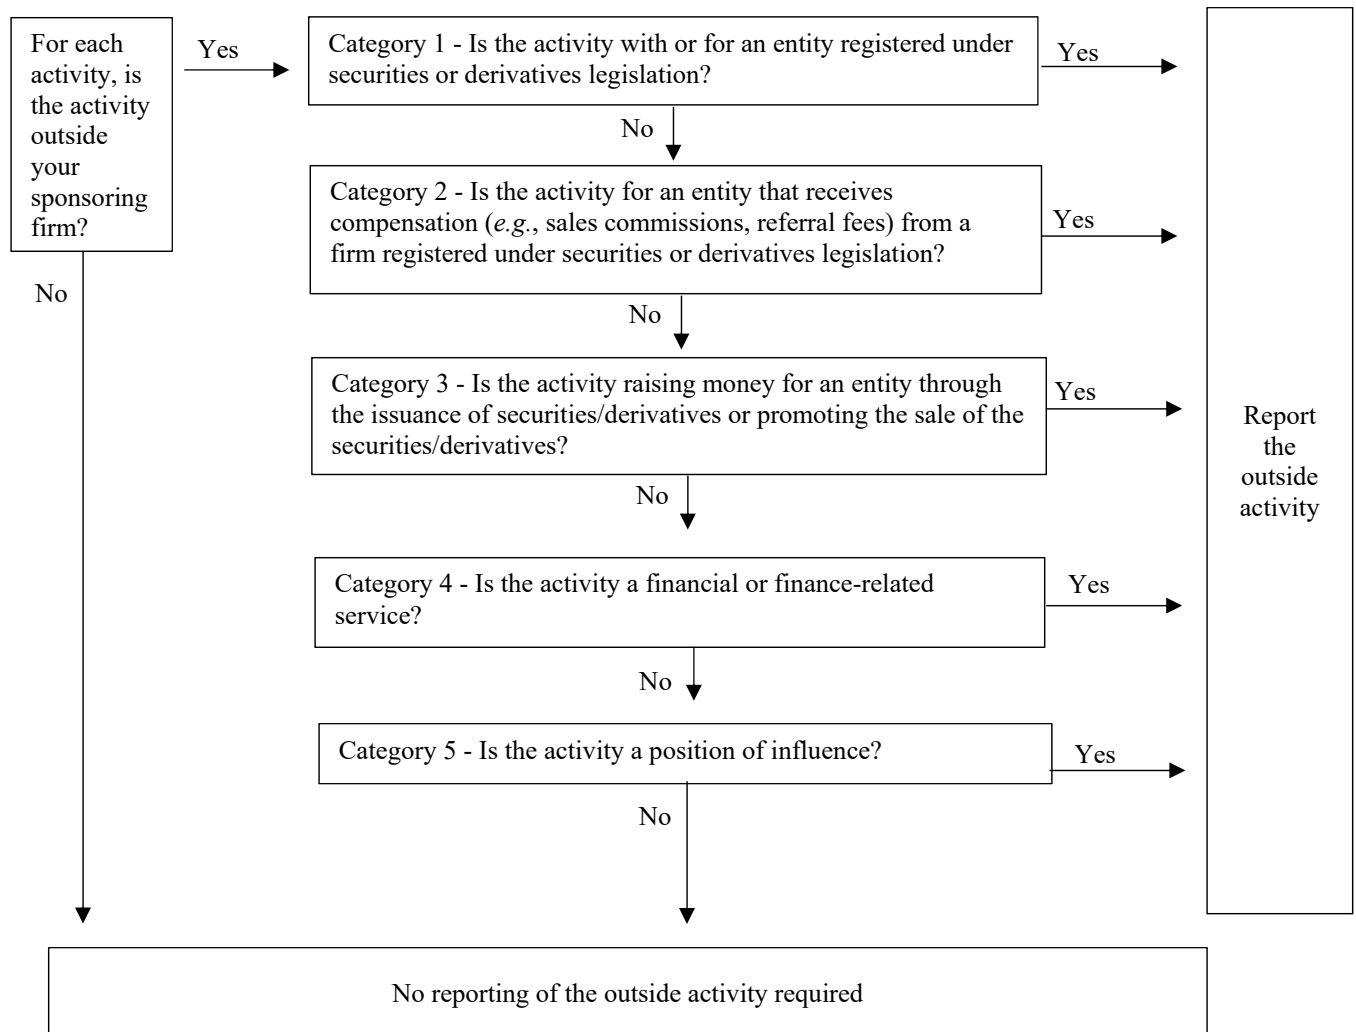 For each
activity, is
the activity
outside
your
sponsoring
firm?
Yes
No
Category 1 - Is the activity with or for an entity registered under
securities or derivatives legislation?
Yes
No
Category 2 - Is the activity for an entity that receives
compensation (e.g., sales commissions, referral fees) from a
firm registered under securities or derivatives legislation?
Yes
No
Category 3 - Is the activity raising money for an entity through
the issuance of securities/derivatives or promoting the sale of the
securities/derivatives?
Yes
No
Category 4 - Is the activity a financial or finance-related
service?
Yes
No
Category 5 - Is the activity a position of influence?
Yes
No
Report
the
outside
activity
No reporting of the outside activity required